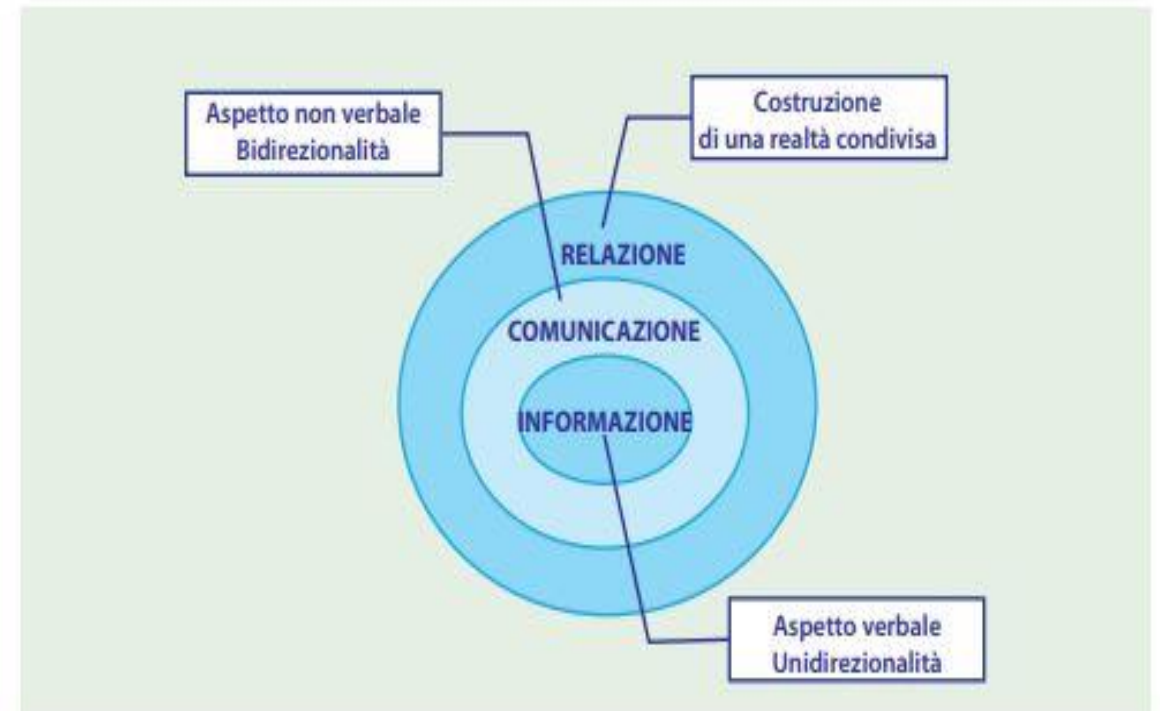 Aspetto non verbale
Bidirezionalità
Costruzione
di una realtà condivisa
RELAZIONE
COMUNICAZIONE
INFORMAZIONE
Aspetto verbale
Unidirezionalità